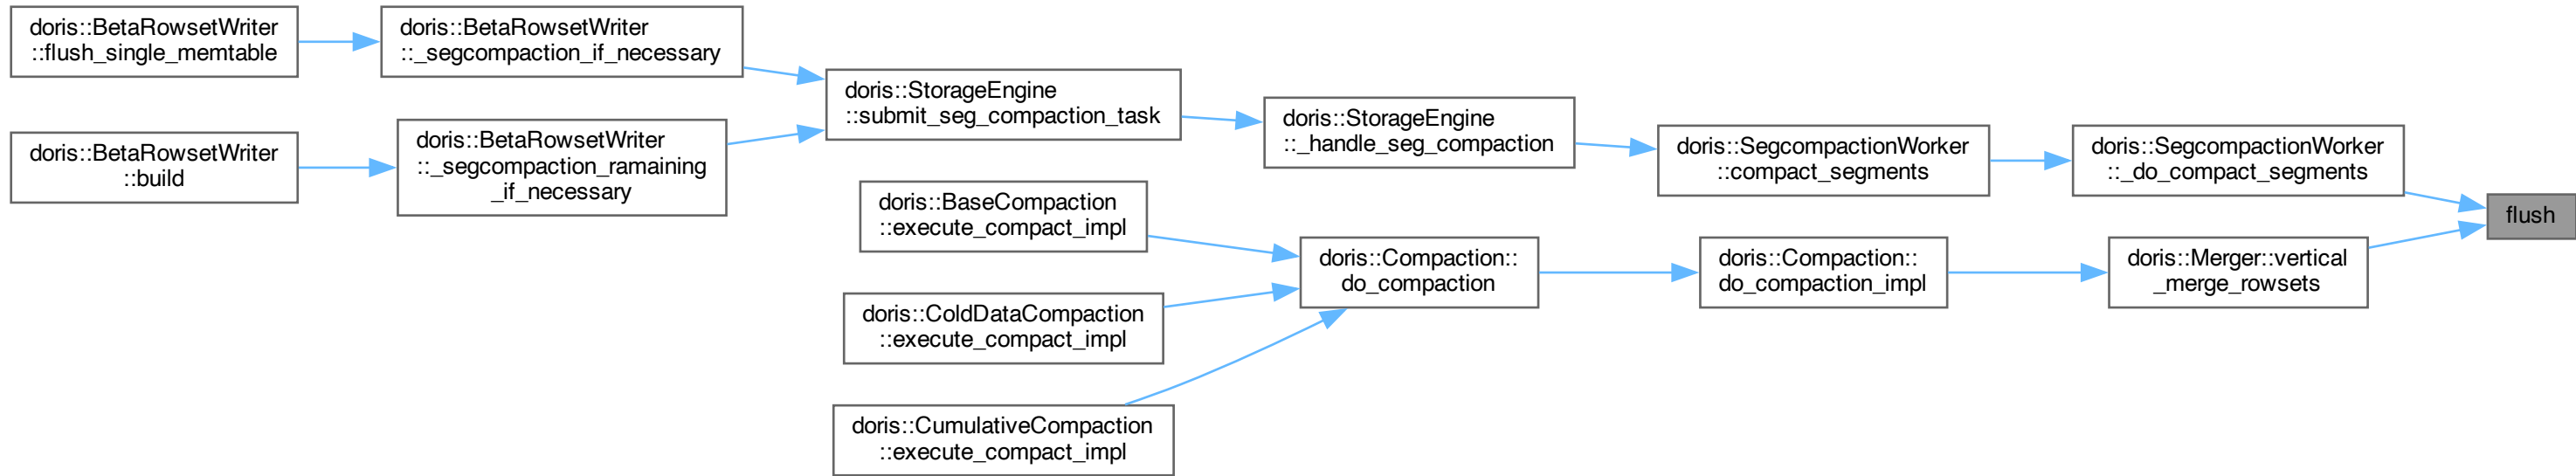 doris::BetaRowsetWriter
::flush_single_memtable
doris::BetaRowsetWriter
::_segcompaction_if_necessary
doris::StorageEngine
::submit_seg_compaction_task
doris::StorageEngine
::_handle_seg_compaction
doris::SegcompactionWorker
::compact_segments
doris::SegcompactionWorker
::_do_compact_segments
flush
doris::BetaRowsetWriter
::build
doris::BetaRowsetWriter
::_segcompaction_ramaining
_if_necessary
doris::BaseCompaction
::execute_compact_impl
doris::Compaction::
do_compaction
doris::Compaction::
do_compaction_impl
doris::Merger::vertical
_merge_rowsets
doris::ColdDataCompaction
::execute_compact_impl
doris::CumulativeCompaction
::execute_compact_impl